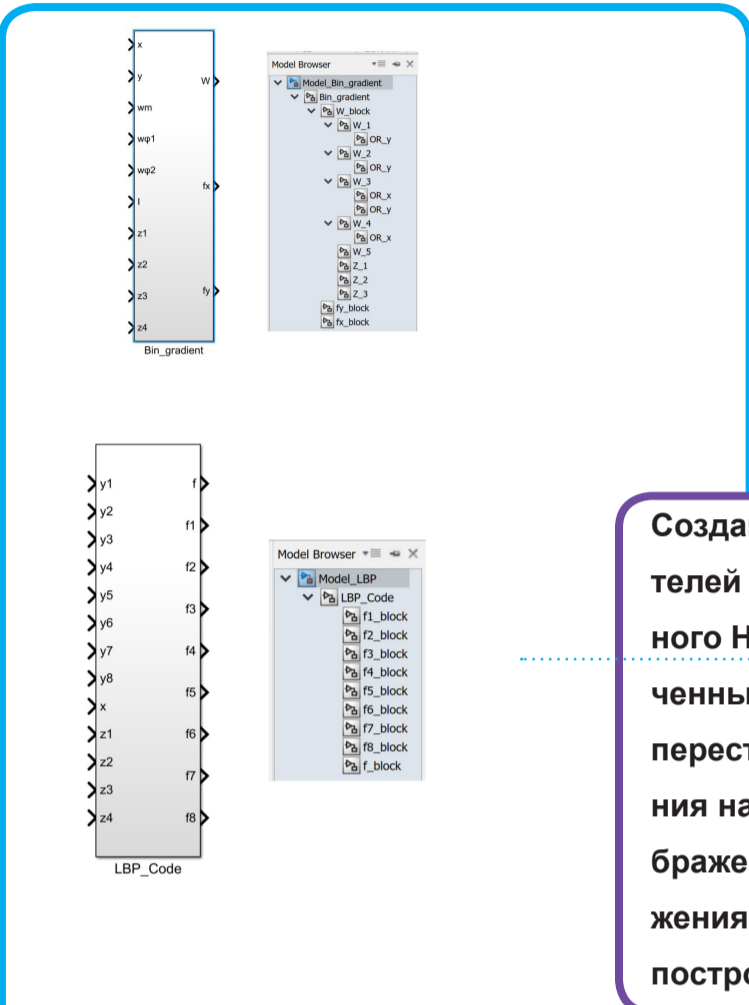 x
y
W
wm
wφ1
wφ2
fx
I
z1
z2
z3
fy
z4
Bin_gradient
Model Browser
Model_Bin_gradient
Bin_gradient
W_block
W_1
OR_y
W_2
OR_y
W_3
OR_x
OR_y
W_4
OR_x
W_5
Z_1
Z_2
Z_3
fy_block
fx_block
y1
f
y2
f1
y3
y4
f2
y5
f3
y6
y7
f4
y8
f5
x
z1
f6
z2
f7
z3
z4
f8
LBP_Code
Model Browser
Model_LBP
LBP_Code
f1_block
f2_block
f3_block
f4_block
f5_block
f6_block
f7_block
f8_block
f_block
телей
ного
ния
жения